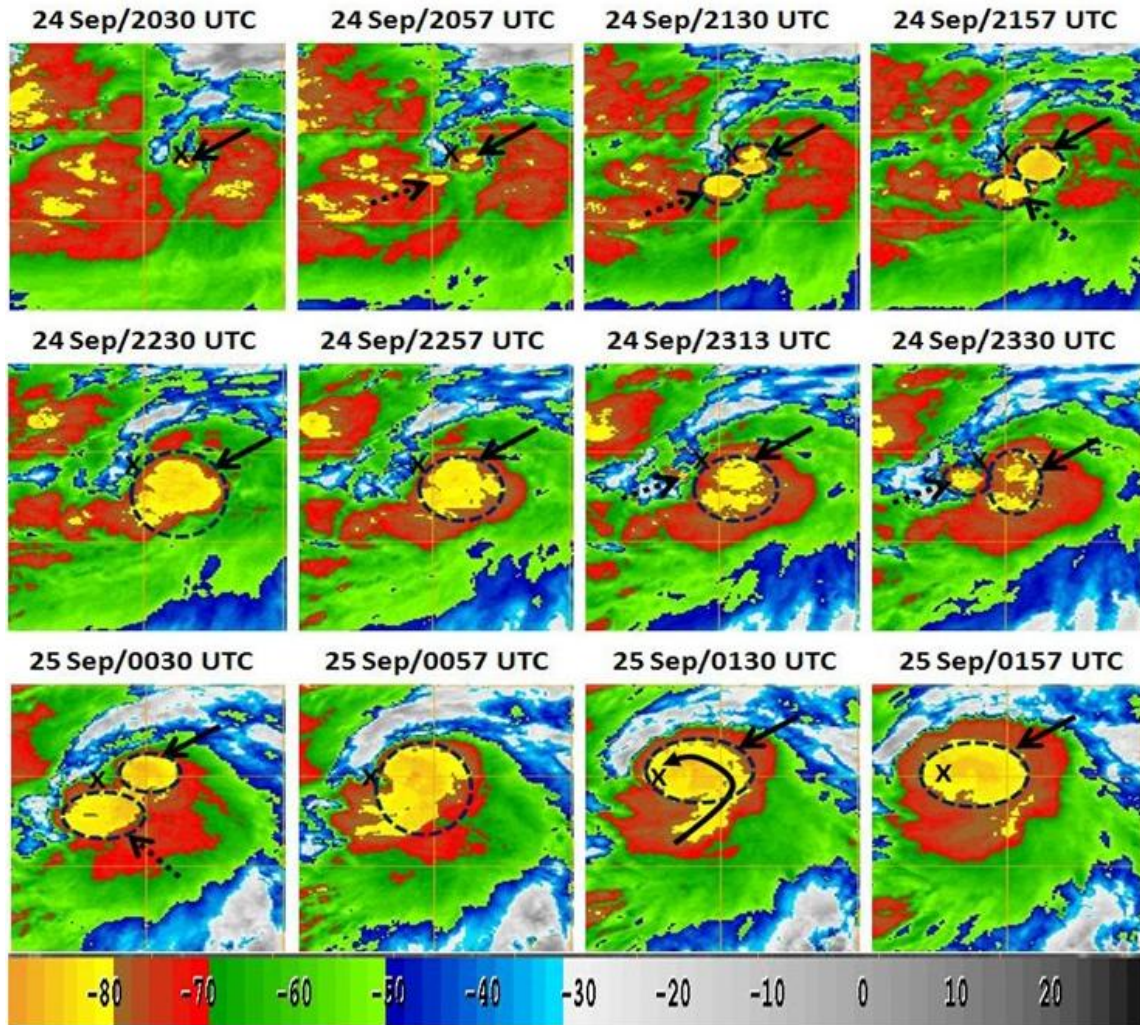 24 Sep/2030 UTC 24 Sep/2057 UTC 24 Sep/2130 UTC 24 Sep/2157 UTC
X X X X
24 Sep/2230 UTC 24 Sep/2257 UTC 24 Sep/2313 UTC 24 Sep/2330 UTC
X X X X
25 Sep/0030 UTC 25 Sep/0057 UTC 25 Sep/0130 UTC 25 Sep/0157 UTC
X X X X
-80 -70 -60 -50 -40 -30 -20 -10 0 10 20